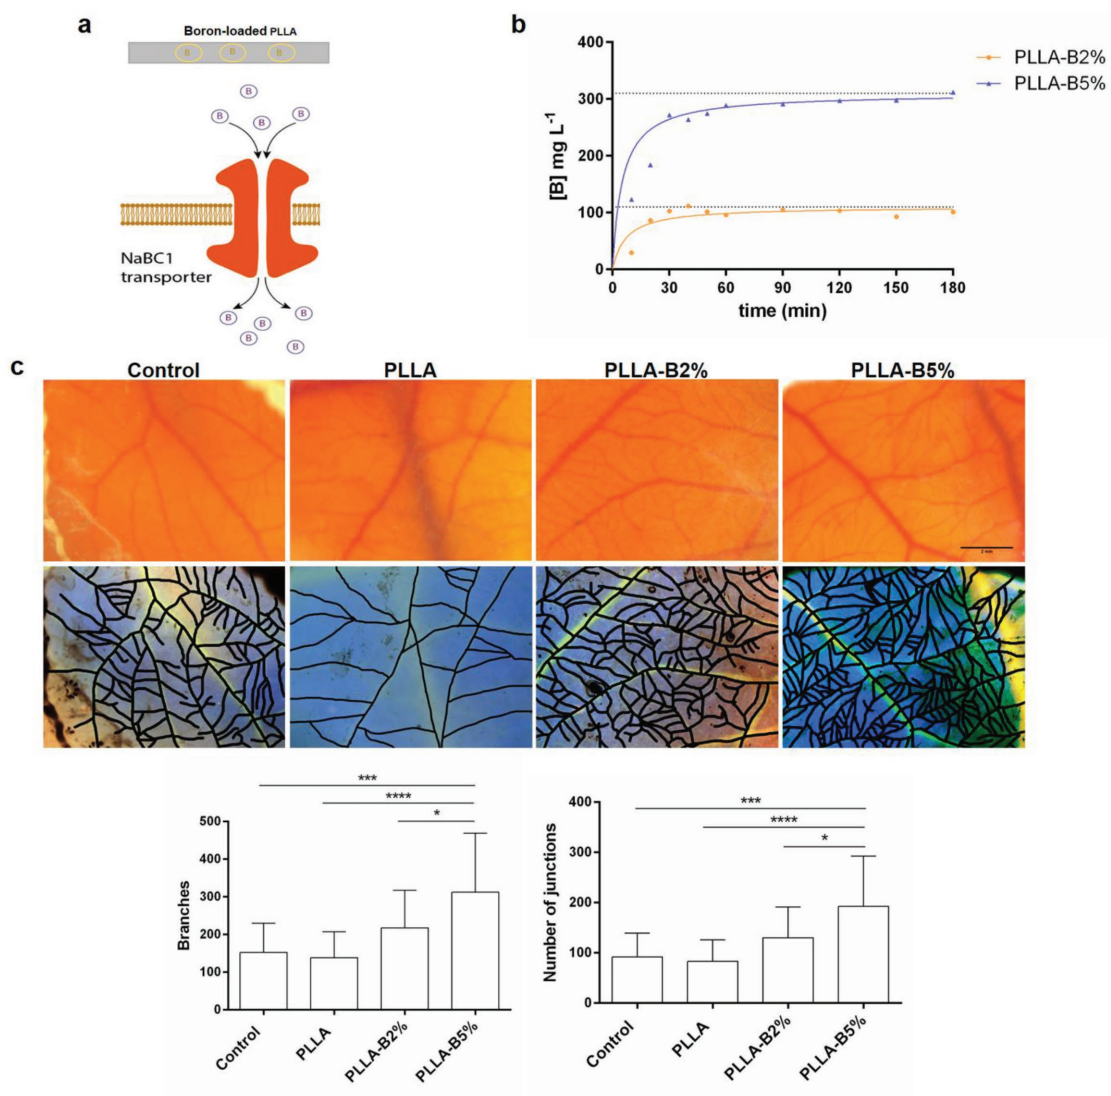 a
Boron-loaded PLLA
B B B
B
B B
B
NaBC1
transporter
B B
B
B
B
b
PLLA-B2%
PLLA-B5%
[B] mg L-1
400
300
200
100
0
0 30 60 90 120 150 180
time (min)
c
Control PLLA PLLA-B2% PLLA-B5%
2 mm
***
****
*
Branches
500
400
300
200
100
0
Control PLLA PLLA-B2% PLLA-B5%
***
****
*
Number of junctions
400
300
200
100
0
Control PLLA PLLA-B2% PLLA-B5%